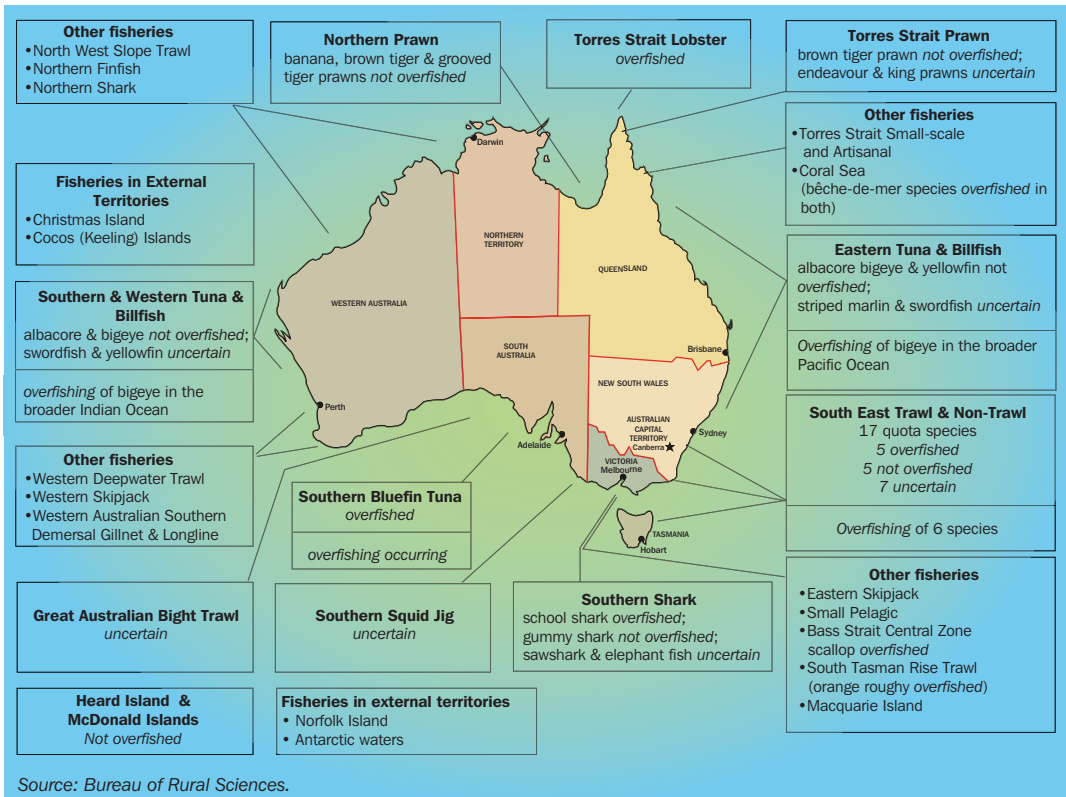 Other fisheries
•North West Slope Trawl
•Northern Finfish
•Northern Shark
Northern Prawn
banana, brown tiger & grooved
tiger prawns not overfished
Torres Strait Lobster
overfished
Torres Strait Prawn
brown tiger prawn not overfished;
endeavour & king prawns uncertain
Other fisheries
•Torres Strait Small-scale
and Artisanal
•Coral Sea
(bêche-de-mer species overfished in
both)
Fisheries in External
Territories
•Christmas Island
•Cocos (Keeling) Islands
Southern & Western Tuna &
Billfish
albacore & bigeye not overfished;
swordfish & yellowfin uncertain
overfishing of bigeye in the
broader Indian Ocean
Eastern Tuna & Billfish
albacore bigeye & yellowfin not
overfished;
striped marlin & swordfish uncertain
Overfishing of bigeye in the broader
Pacific Ocean
Darwin
NORTHERN
TERRITORY
QUEENSLAND
WESTERN AUSTRALIA
SOUTH
AUSTRALIA
Brisbane
NEW SOUTH WALES
Perth
AUSTRALIAN
CAPITAL
TERRITORY
Canberra
Sydney
Adelaide
VICTORIA
Melbourne
TASMANIA
Hobart
South East Trawl & Non-Trawl
17 quota species
5 overfished
5 not overfished
7 uncertain
Overfishing of 6 species
Other fisheries
•Western Deepwater Trawl
•Western Skipjack
•Western Australian Southern
Demersal Gillnet & Longline
Southern Bluefin Tuna
overfished
overfishing occurring
Great Australian Bight Trawl
uncertain
Southern Squid Jig
uncertain
Southern Shark
school shark overfished;
gummy shark not overfished;
sawshark & elephant fish uncertain
Other fisheries
•Eastern Skipjack
•Small Pelagic
•Bass Strait Central Zone
scallop overfished
•South Tasman Rise Trawl
(orange roughy overfished)
•Macquarie Island
Heard Island &
McDonald Islands
Not overfished
Fisheries in external territories
• Norfolk Island
• Antarctic waters
Source: Bureau of Rural Sciences.